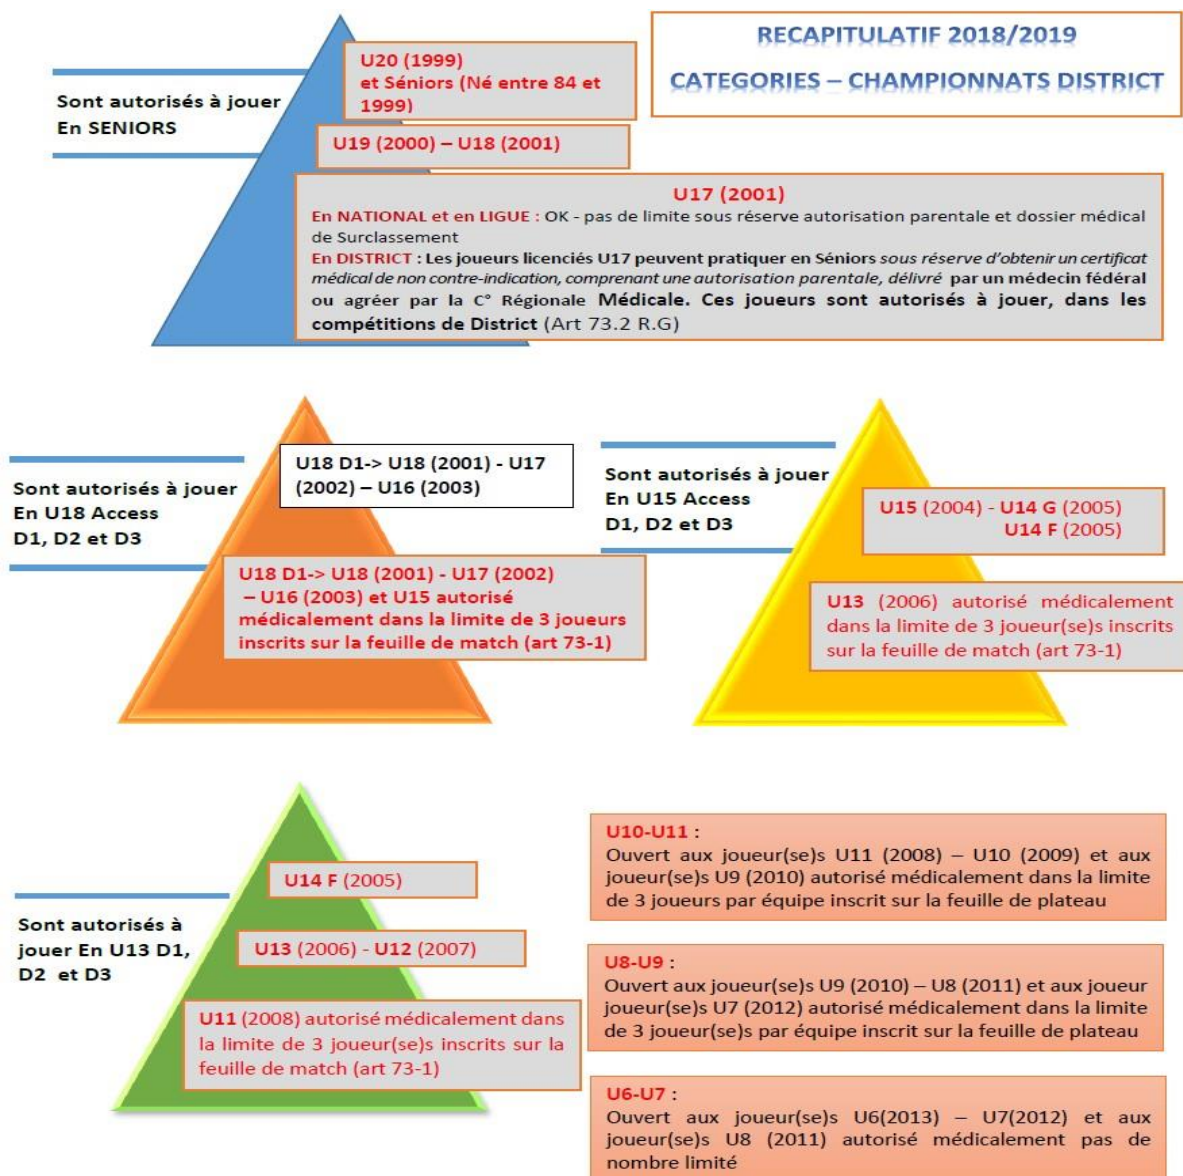 RECAPITULATIF 2018/2019
CATEGORIES – CHAMPIONNATS DISTRICT
Sont autorisés à jouer
En SENIORS
U20 (1999)
et Séniors (Né entre 84 et
1999)
U19 (2000) – U18 (2001)
U17 (2001)
En NATIONAL et en LIGUE : OK - pas de limite sous réserve autorisation parentale et dossier médical
de Surclassement
En DISTRICT : Les joueurs licenciés U17 peuvent pratiquer en Séniors sous réserve d'obtenir un certificat
médical de non contre-indication, comprenant une autorisation parentale, délivré par un médecin fédéral
ou agréer par la C° Régionale Médicale. Ces joueurs sont autorisés à jouer, dans les
compétitions de District (Art 73.2 R.G)
Sont autorisés à jouer
En U18 Access
D1, D2 et D3
U18 D1-> U18 (2001) - U17
(2002) – U16 (2003)
U18 D1-> U18 (2001) - U17 (2002)
– U16 (2003) et U15 autorisé
médicalement dans la limite de 3 joueurs
inscrits sur la feuille de match (art 73-1)
Sont autorisés à jouer
En U15 Access
D1, D2 et D3
U15 (2004) - U14 G (2005)
U14 F (2005)
U13 (2006) autorisé médicalement
dans la limite de 3 joueur(se)s inscrits
sur la feuille de match (art 73-1)
Sont autorisés à
jouer En U13 D1,
D2 et D3
U14 F (2005)
U13 (2006) - U12 (2007)
U11 (2008) autorisé médicalement dans
la limite de 3 joueur(se)s inscrits sur la
feuille de match (art 73-1)
U10-U11 :
Ouvert aux joueur(se)s U11 (2008) – U10 (2009) et aux
joueur(se)s U9 (2010) autorisé médicalement dans la limite
de 3 joueurs par équipe inscrit sur la feuille de plateau
U8-U9 :
Ouvert aux joueur(se)s U9 (2010) – U8 (2011) et aux joueur
joueur(se)s U7 (2012) autorisé médicalement dans la limite
de 3 joueur(se)s par équipe inscrit sur la feuille de plateau
U6-U7 :
Ouvert aux joueur(se)s U6(2013) – U7(2012) et aux
joueur(se)s U8 (2011) autorisé médicalement pas de
nombre limité